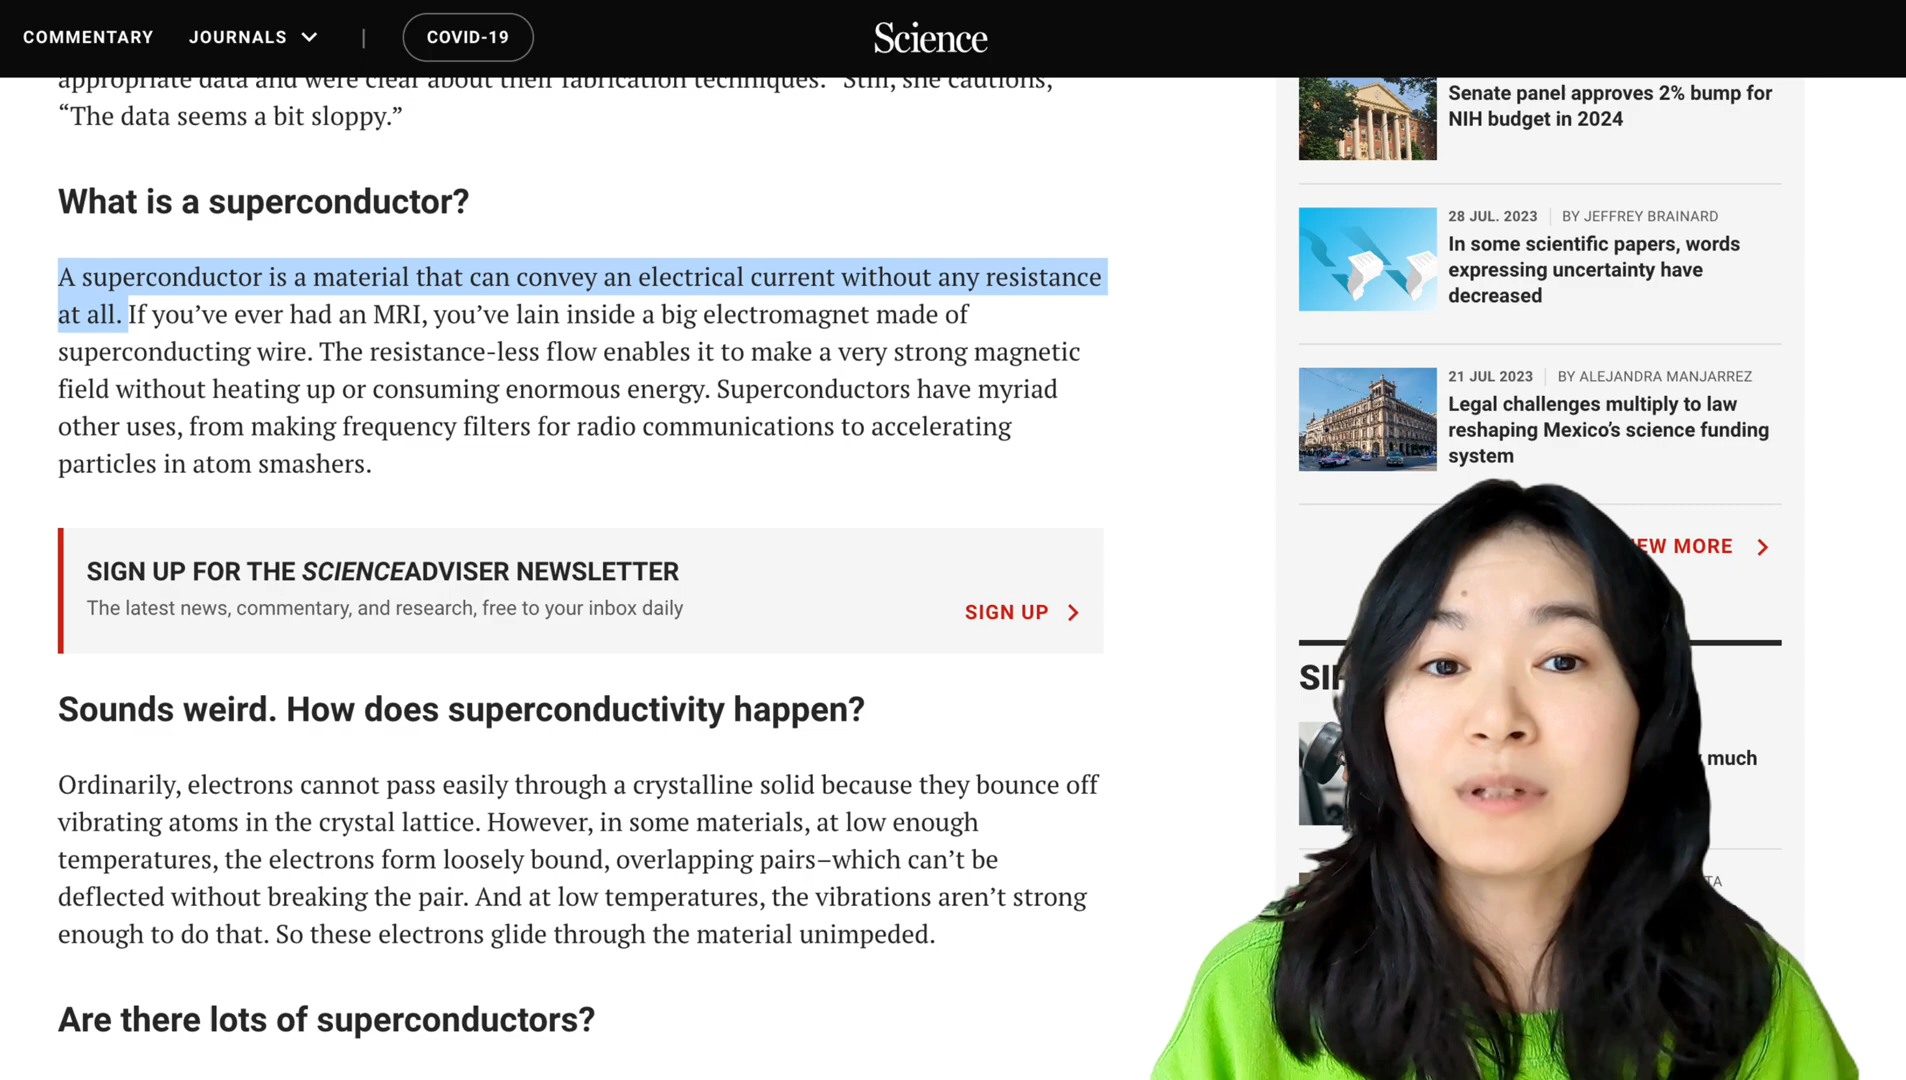 COMMENTARY JOURNALS | COVID-19 Science
appropriate data and were clear about their fabrication techniques.” Still, she cautions,
“The data seems a bit sloppy.”
What is a superconductor?
A superconductor is a material that can convey an electrical current without any resistance
at all. If you’ve ever had an MRI, you’ve lain inside a big electromagnet made of
superconducting wire. The resistance-less flow enables it to make a very strong magnetic
field without heating up or consuming enormous energy. Superconductors have myriad
other uses, from making frequency filters for radio communications to accelerating
particles in atom smashers.
SIGN UP FOR THE SCIENCEADVISER NEWSLETTER
The latest news, commentary, and research, free to your inbox daily
SIGN UP
Sounds weird. How does superconductivity happen?
Ordinarily, electrons cannot pass easily through a crystalline solid because they bounce off
vibrating atoms in the crystal lattice. However, in some materials, at low enough
temperatures, the electrons form loosely bound, overlapping pairs–which can’t be
deflected without breaking the pair. And at low temperatures, the vibrations aren’t strong
enough to do that. So these electrons glide through the material unimpeded.
Are there lots of superconductors?
Senate panel approves 2% bump for
NIH budget in 2024
28 JUL. 2023 | BY JEFFREY BRAINARD
In some scientific papers, words
expressing uncertainty have
decreased
21 JUL 2023 | BY ALEJANDRA MANJARREZ
Legal challenges multiply to law
reshaping Mexico’s science funding
system
MORE
much